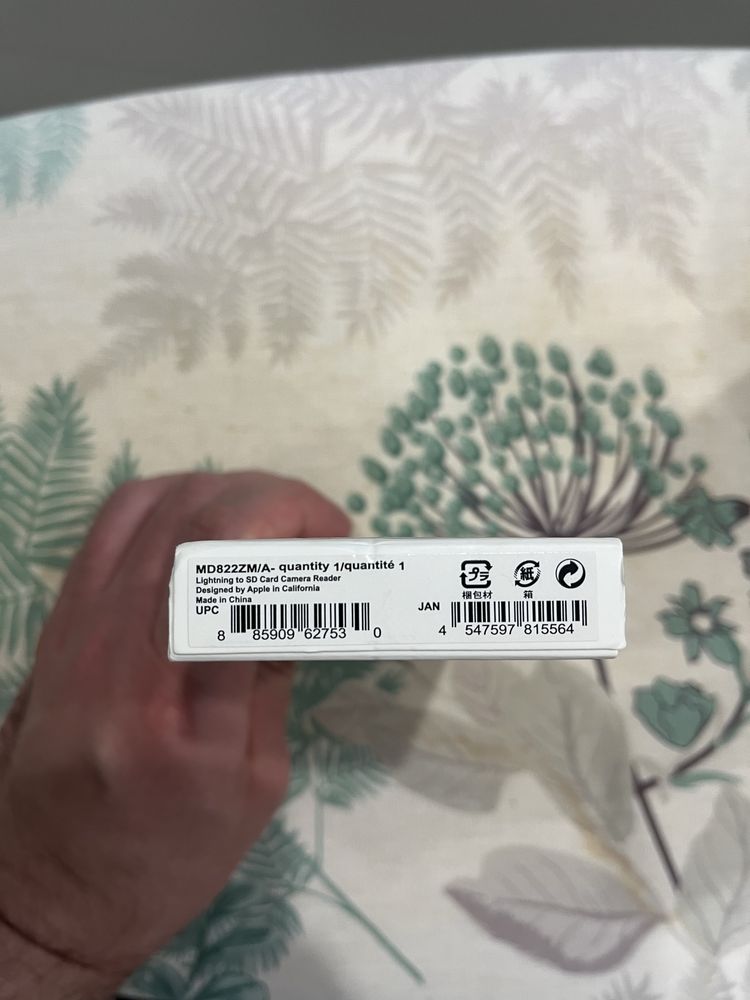 MD822ZM/A- quantity 1/quantité 1
Lightning to SD Card Camera Reader
Designed by Apple in California
Made in China
UPC
8 85909 62753 0
JAN
4 547597 815564
プラ
梱包材
紙
箱